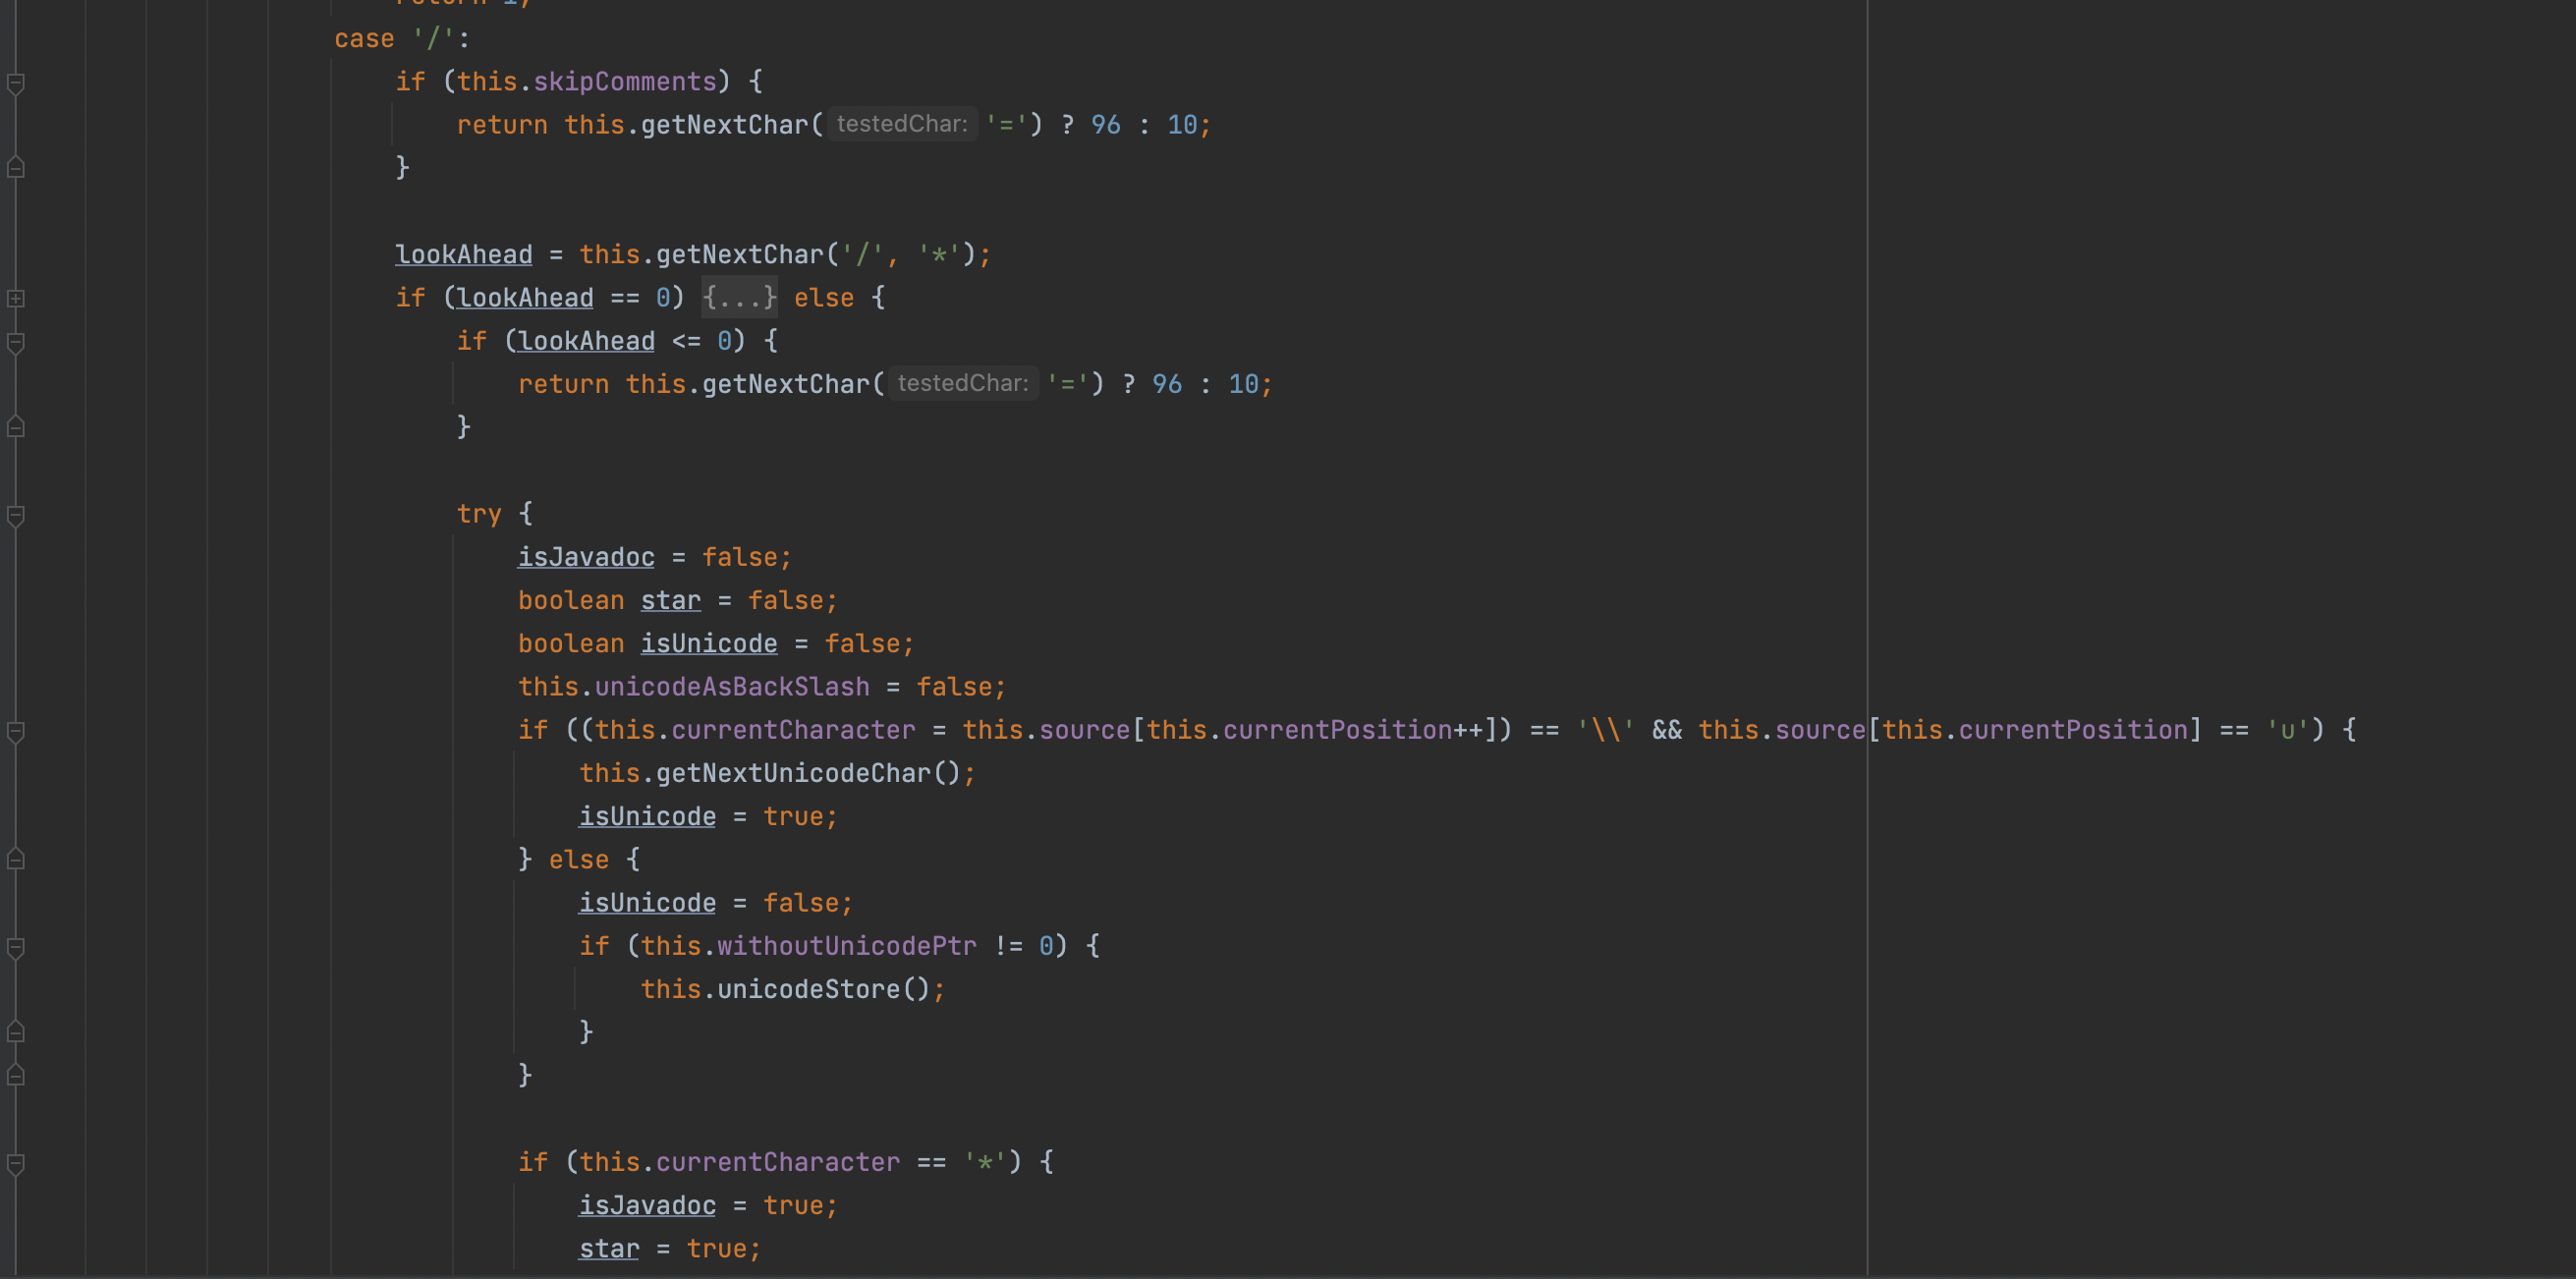 return 1;
case '/':
if (this.skipComments) {
return this.getNextChar( testedChar: '=') ? 96 : 10;
}
lookAhead = this.getNextChar('/', '*');
if (lookAhead == 0) {...} else {
if (lookAhead <= 0) {
return this.getNextChar( testedChar: '=') ? 96 : 10;
}
try {
isJavadoc = false;
boolean star = false;
boolean isUnicode = false;
this.unicodeAsBackSlash = false;
if ((this.currentCharacter = this.source[this.currentPosition++]) == '\\' && this.source[this.currentPosition] == 'u') {
this.getNextUnicodeChar();
isUnicode = true;
} else {
isUnicode = false;
if (this.withoutUnicodePtr != 0) {
this.unicodeStore();
}
}
if (this.currentCharacter == '*') {
isJavadoc = true;
star = true;